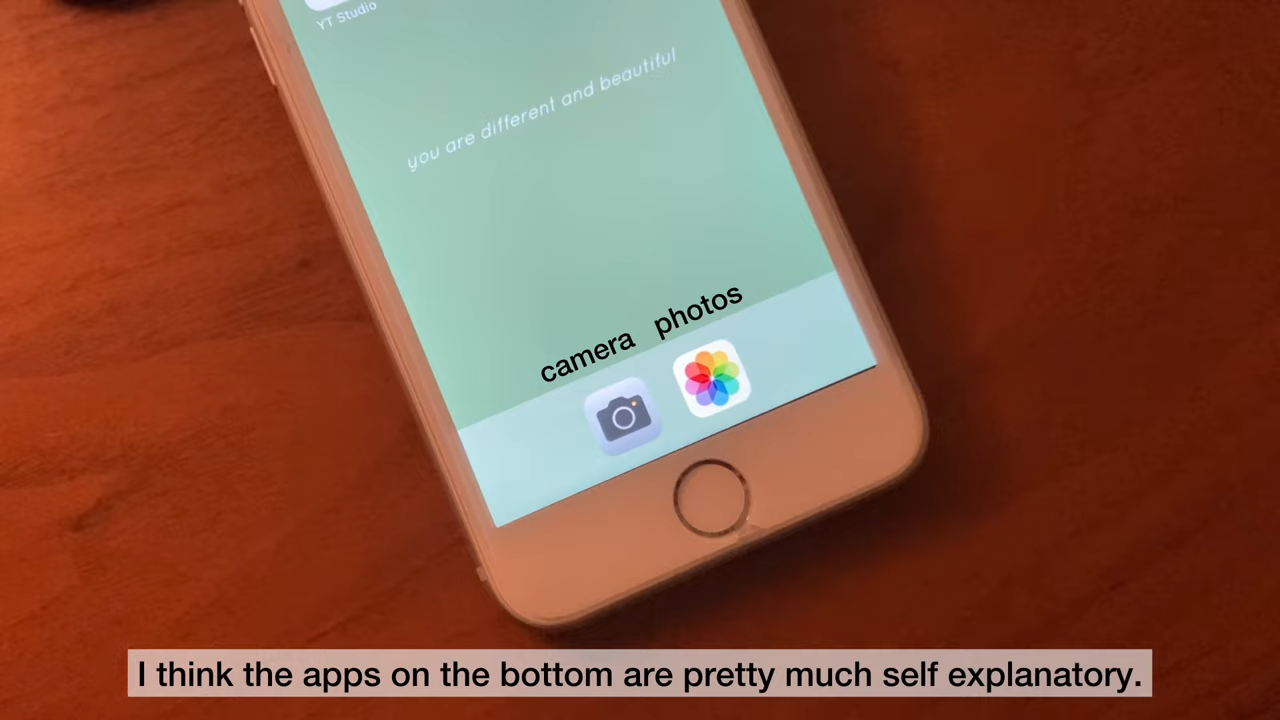 YT Studio
you are different and beautiful
camera photos
I think the apps on the bottom are pretty much self explanatory.